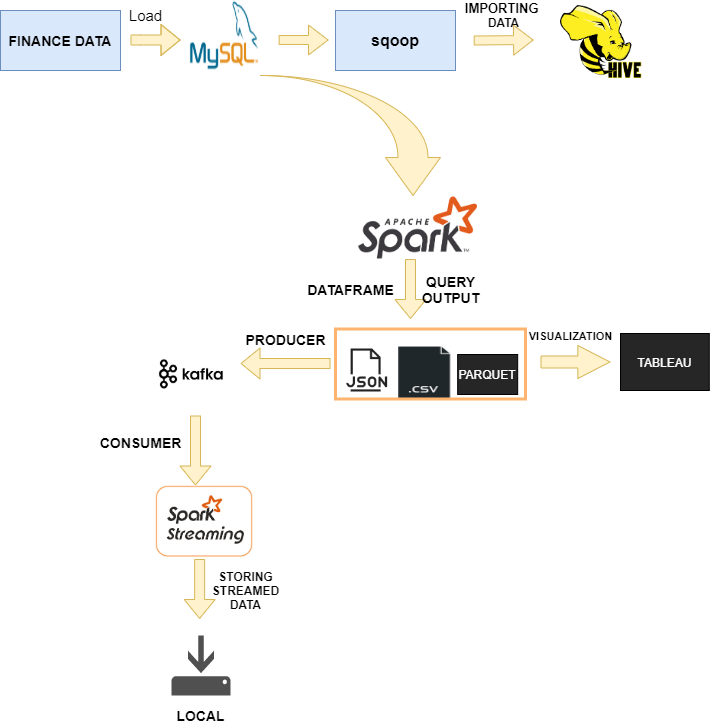 FINANCE DATA
Load
MySQL
sqoop
IMPORTING
DATA
HIVE
APACHE
Spark™
DATAFRAME
QUERY
OUTPUT
PRODUCER
VISUALIZATION
kafka
JSON
.CSV
PARQUET
TABLEAU
CONSUMER
Spark
Streaming
STORING
STREAMED
DATA
LOCAL